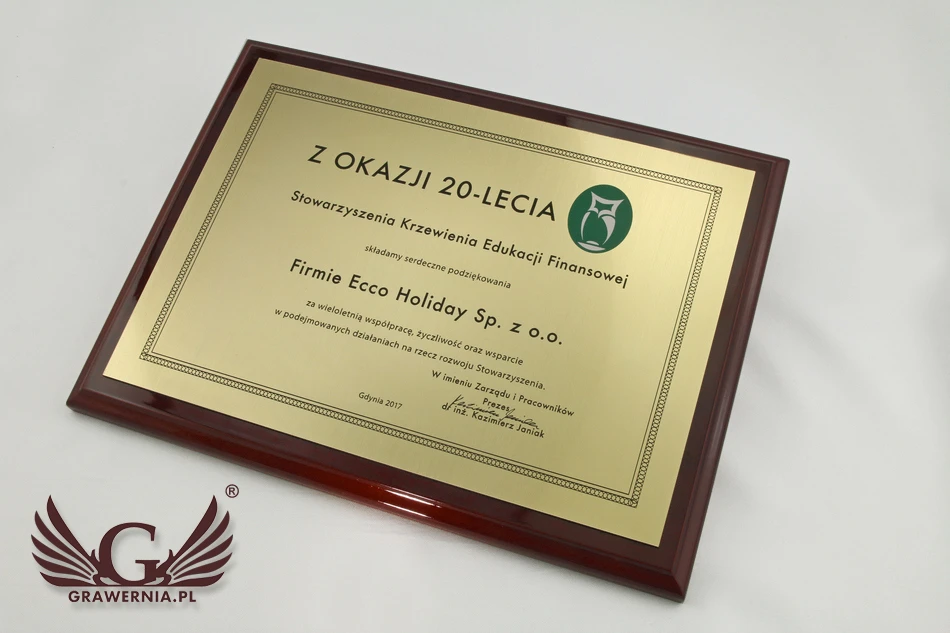 Z OKAZJI 20-LECIA
Stowarzyszenia Krzewienia Edukacji Finansowej
składamy serdeczne podziękowania
Firmie Ecco Holiday Sp. z o.o.
za wieloletnią współpracę, życzliwość oraz wsparcie
w podejmowanych działaniach na rzecz rozwoju Stowarzyszenia.
W imieniu Zarządu i Pracowników
Prezes
Gdynia 2017
dr inż. Kazimierz Janiak
G®
GRAWERNIA.PL